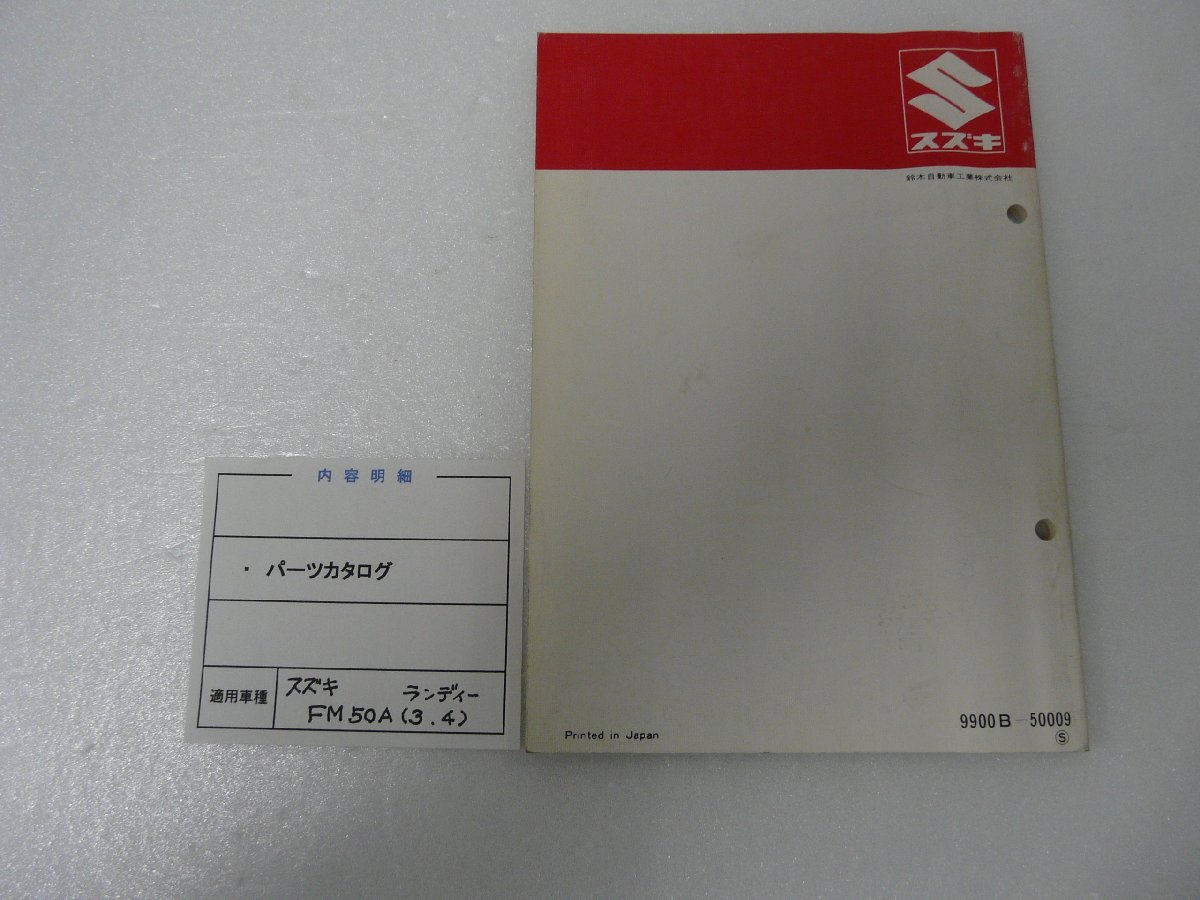 スズキ
鈴木自動車工業株式会社
9900B-50009
S
Printed in Japan
内容明細
・ パーツカタログ
適用車種
スズキ ランディー
FM50A(3.4)